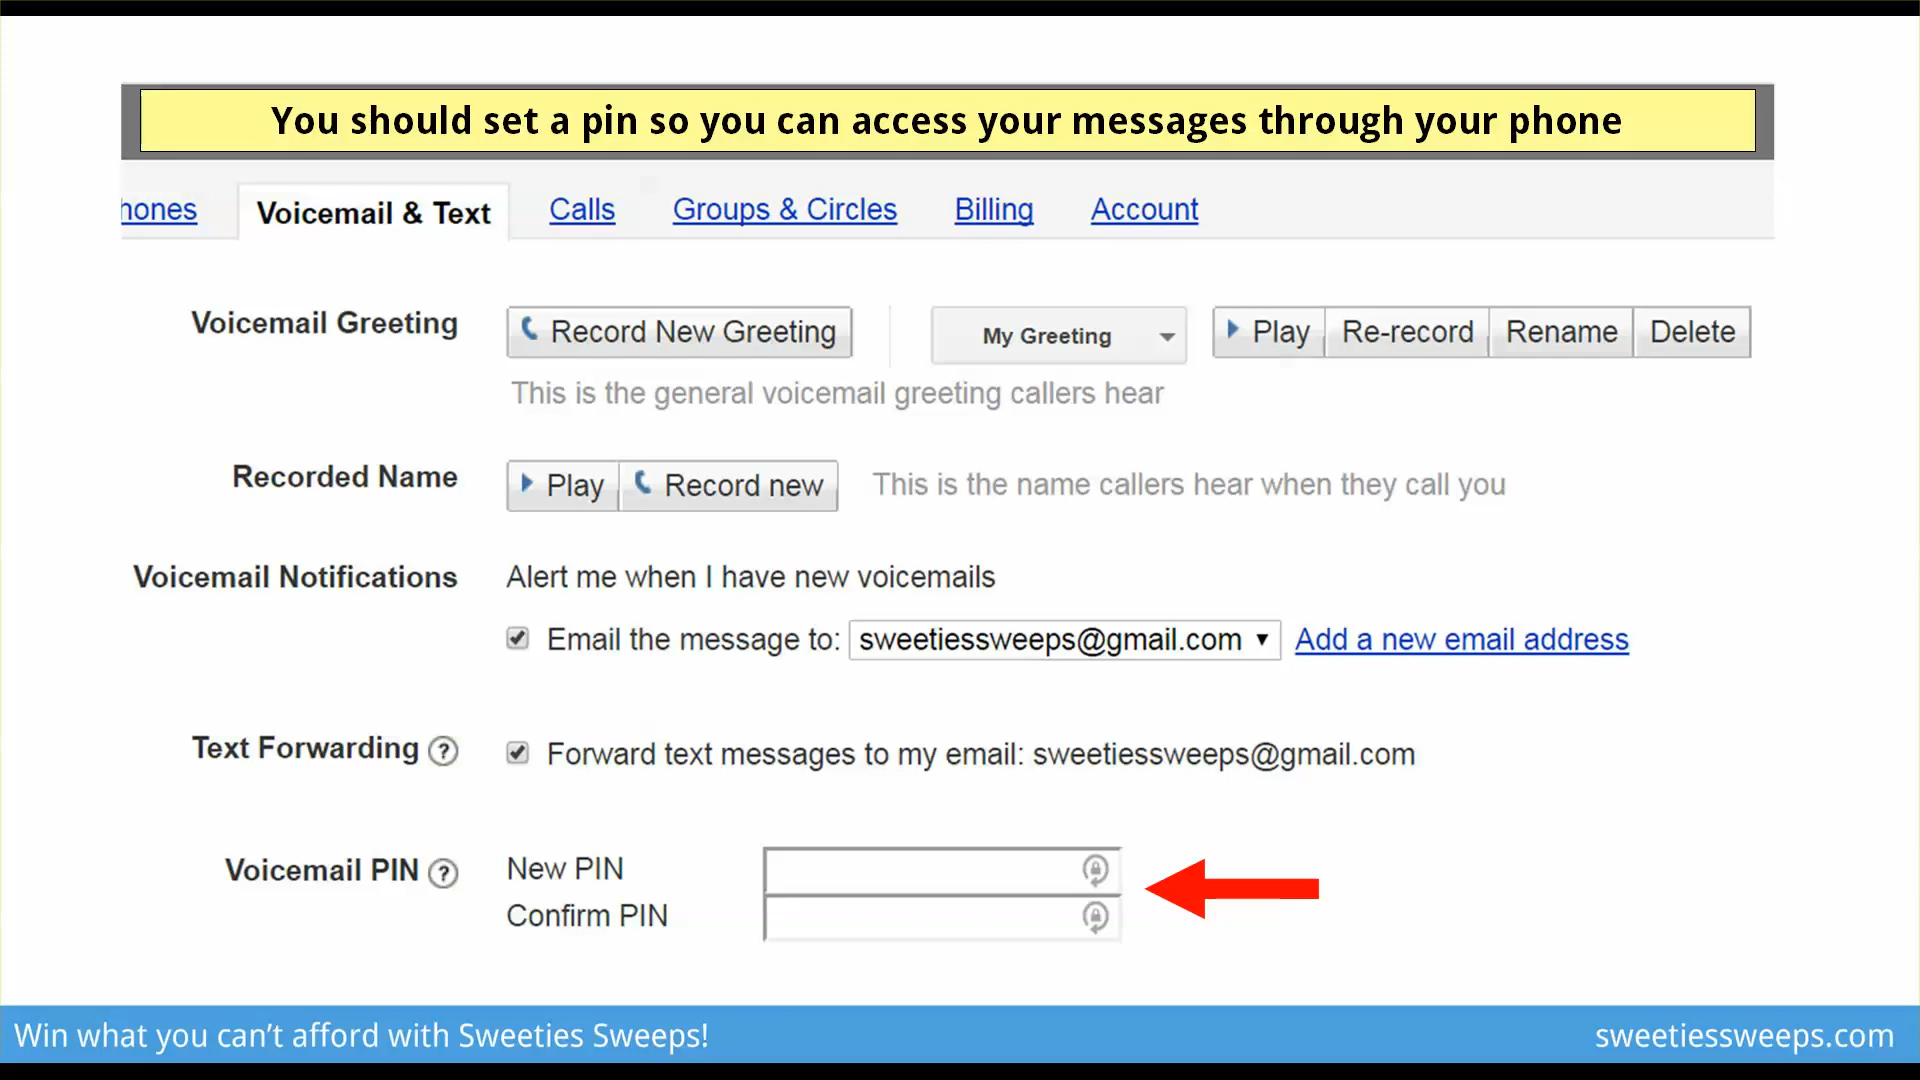 You should set a pin so you can access your messages through your phone
hones Voicemail & Text Calls Groups & Circles Billing Account
Voicemail Greeting Record New Greeting My Greeting Play Re-record Rename Delete
This is the general voicemail greeting callers hear
Recorded Name Play Record new This is the name callers hear when they call you
Voicemail Notifications Alert me when I have new voicemails
Email the message to: sweetiessweeps@gmail.com Add a new email address
Text Forwarding ? Forward text messages to my email: sweetiessweeps@gmail.com
Voicemail PIN ? New PIN
Confirm PIN
Win what you can't afford with Sweeties Sweeps! sweetiessweeps.com